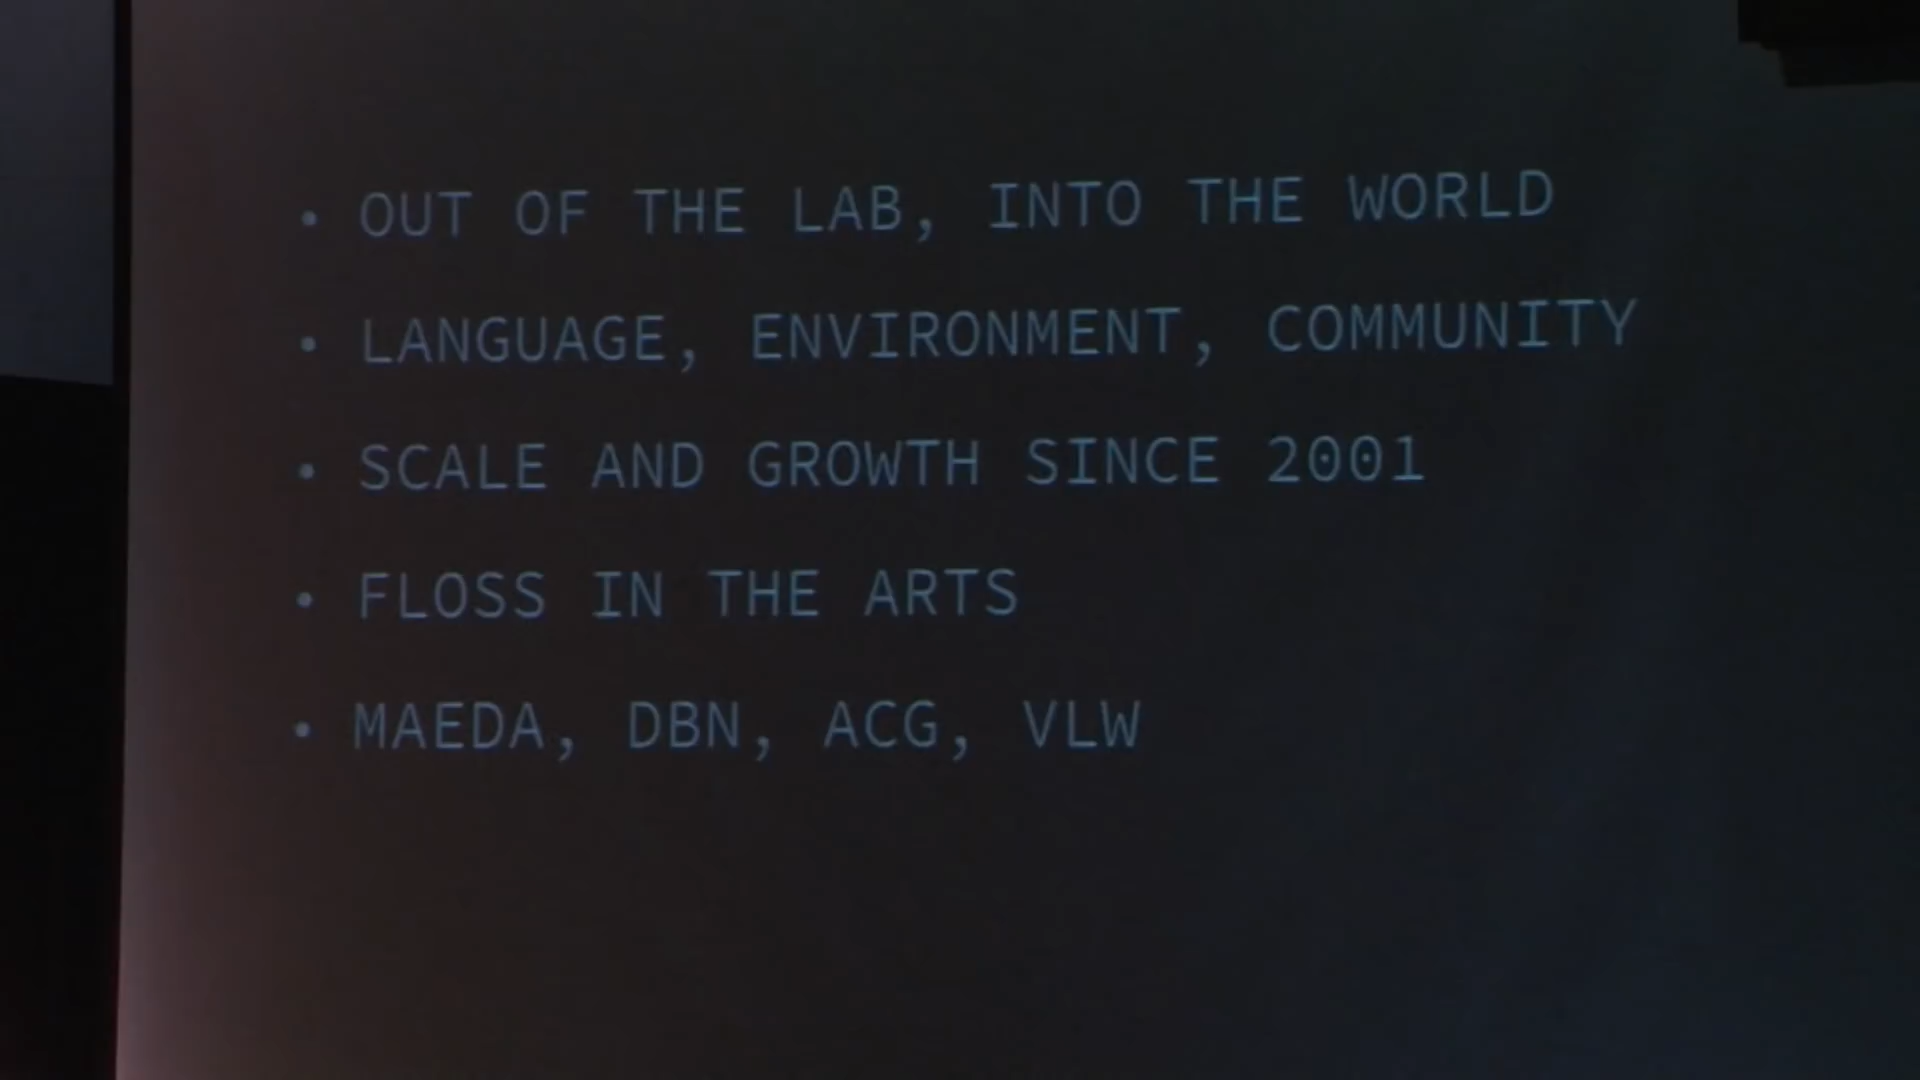 • OUT OF THE LAB, INTO THE WORLD
• LANGUAGE, ENVIRONMENT, COMMUNITY
• SCALE AND GROWTH SINCE 2001
• FLOSS IN THE ARTS
• MAEDA, DBN, ACG, VLW